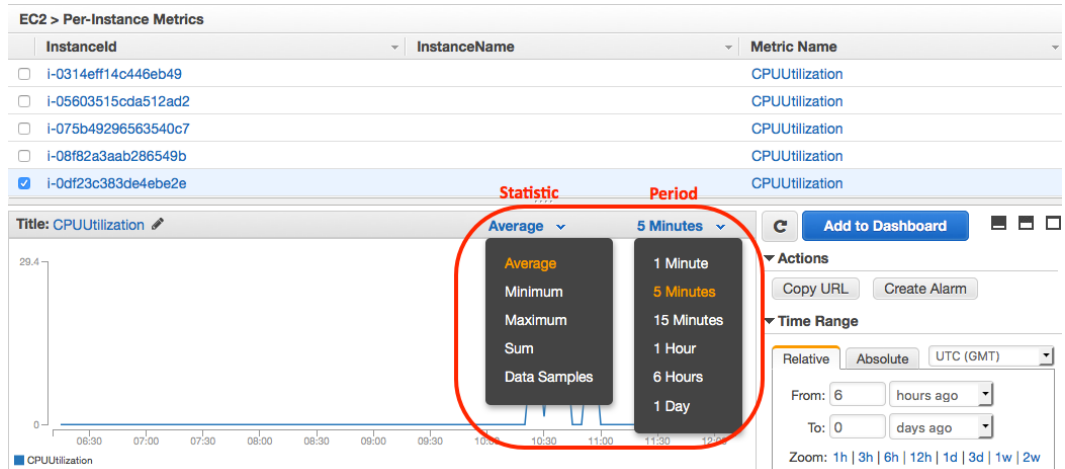 EC2 > Per-Instance Metrics
InstanceId InstanceName Metric Name
i-0314eff14c446eb49 CPUUtilization
i-05603515cda512ad2 CPUUtilization
i-075b49296563540c7 CPUUtilization
i-08f82a3aab286549b CPUUtilization
i-0df23c383de4ebe2e CPUUtilization
Statistic Period
Title: CPUUtilization Average 5 Minutes Add to Dashboard
29.4
Average
Minimum
Maximum
Sum
Data Samples
1 Minute
5 Minutes
15 Minutes
1 Hour
6 Hours
1 Day
0
06:30 07:00 07:30 08:00 08:30 09:00 09:30 10:00 10:30 11:00 11:30 12:00
CPUUtilization
Actions
Copy URL Create Alarm
Time Range
Relative Absolute UTC (GMT)
From: 6 hours ago
To: 0 days ago
Zoom: 1h | 3h | 6h | 12h | 1d | 3d | 1w | 2w